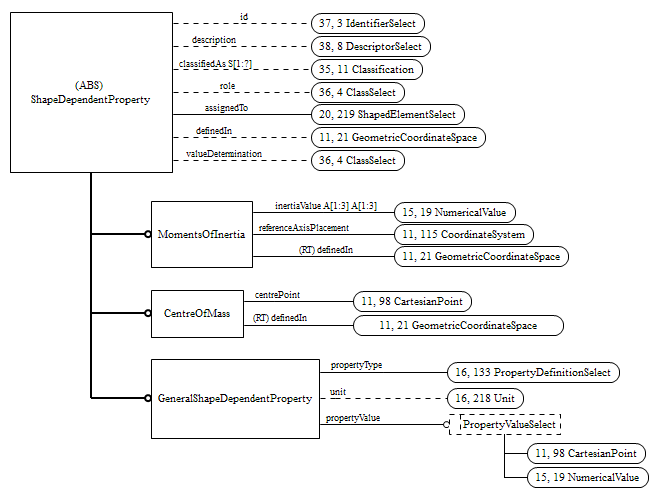 id
37, 3 IdentifierSelect
description
38, 8 DescriptorSelect
classifiedAs S[1:?]
35, 11 Classification
(ABS)
ShapeDependentProperty
role
36, 4 ClassSelect
assignedTo
20, 219 ShapedElementSelect
definedIn
11, 21 GeometricCoordinateSpace
valueDetermination
36, 4 ClassSelect
MomentsOfInertia
inertiaValue A[1:3] A[1:3]
15, 19 NumericalValue
referenceAxisPlacement
11, 115 CoordinateSystem
(RT) definedIn
11, 21 GeometricCoordinateSpace
CentreOfMass
centrePoint
11, 98 CartesianPoint
(RT) definedIn
11, 21 GeometricCoordinateSpace
GeneralShapeDependentProperty
propertyType
16, 133 PropertyDefinitionSelect
unit
16, 218 Unit
propertyValue
PropertyValueSelect
11, 98 CartesianPoint
15, 19 NumericalValue